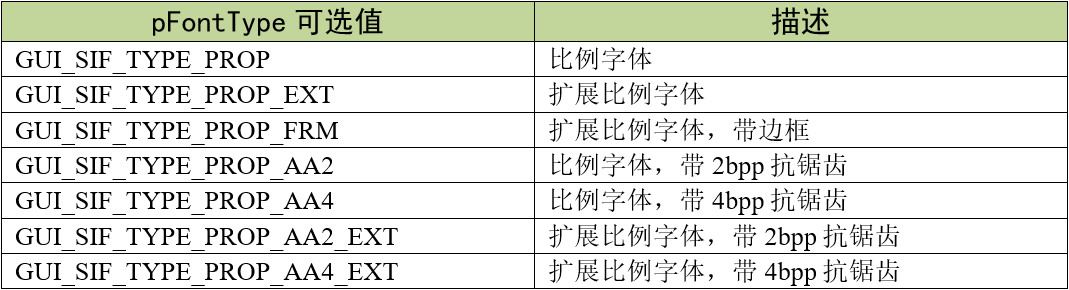 pFontType 可选值 描述
GUI_SIF_TYPE_PROP 比例字体
GUI_SIF_TYPE_PROP_EXT 扩展比例字体
GUI_SIF_TYPE_PROP_FRM 扩展比例字体，带边框
GUI_SIF_TYPE_PROP_AA2 比例字体，带 2bpp 抗锯齿
GUI_SIF_TYPE_PROP_AA4 比例字体，带 4bpp 抗锯齿
GUI_SIF_TYPE_PROP_AA2_EXT 扩展比例字体，带 2bpp 抗锯齿
GUI_SIF_TYPE_PROP_AA4_EXT 扩展比例字体，带 4bpp 抗锯齿